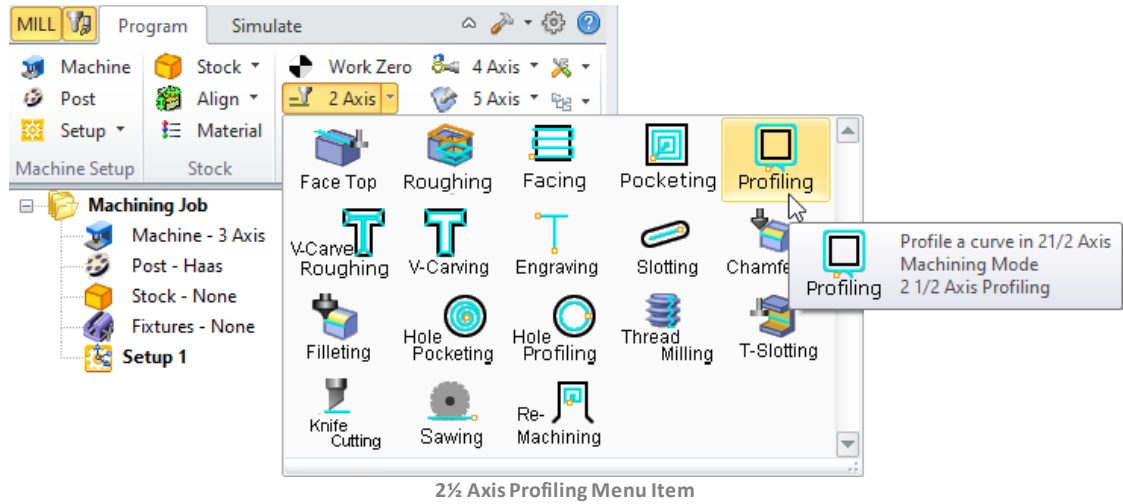 MILL Program Simulate
Machine Stock Work Zero 4 Axis
Post Align 2 Axis 5 Axis
Setup Material
Machine Setup Stock
Face Top Roughing Facing Pocketing Profiling
Machining Job
Machine - 3 Axis
Post - Haas
Stock - None
Fixtures - None
Setup 1
V-Carve
Roughing V-Carving Engraving Slotting Chamfe
Profile a curve in 21/2 Axis
Machining Mode
Profiling 2 1/2 Axis Profiling
Filleting Hole
Pocketing Hole
Profiling Thread
Milling T-Slotting
Knife
Cutting Sawing Re-
Machining
2½ Axis Profiling Menu Item